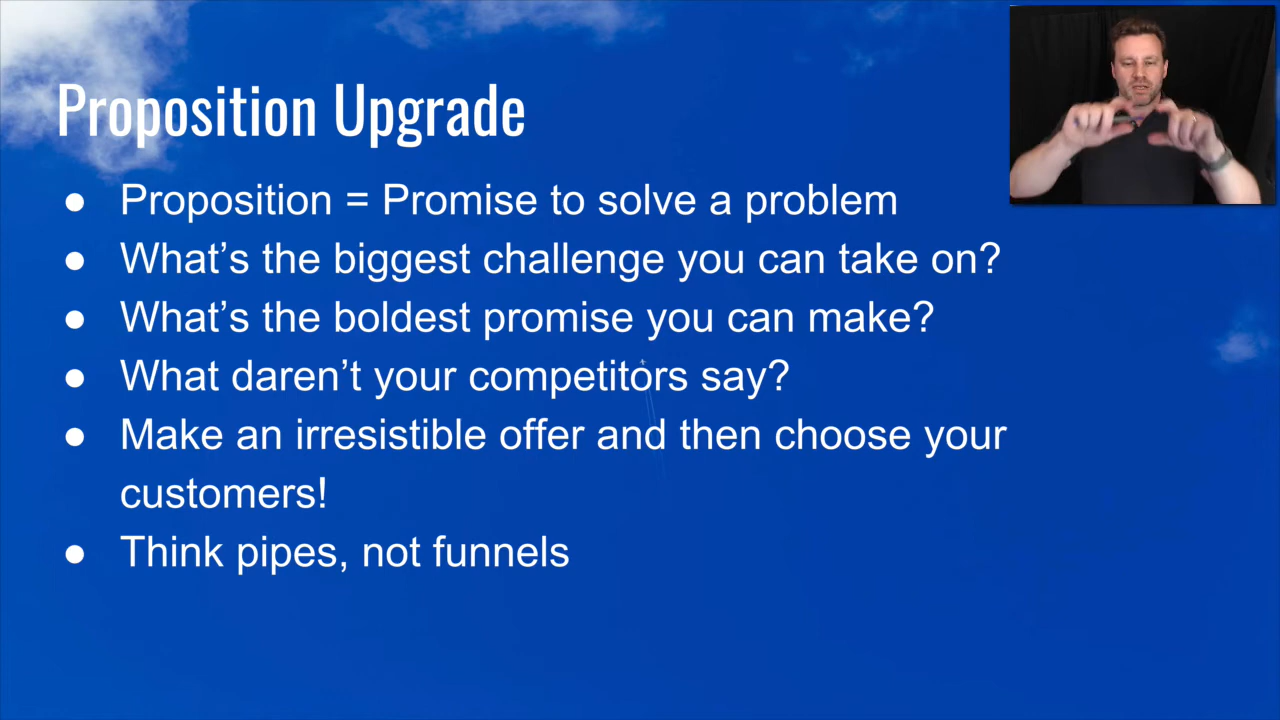 Proposition Upgrade
● Proposition = Promise to solve a problem
● What’s the biggest challenge you can take on?
● What’s the boldest promise you can make?
● What daren’t your competitors say?
● Make an irresistible offer and then choose your
customers!
● Think pipes, not funnels